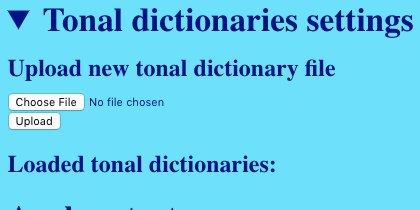 ▼ Tonal dictionaries settings
Upload new tonal dictionary file
Choose File No file chosen
Upload
Loaded tonal dictionaries: